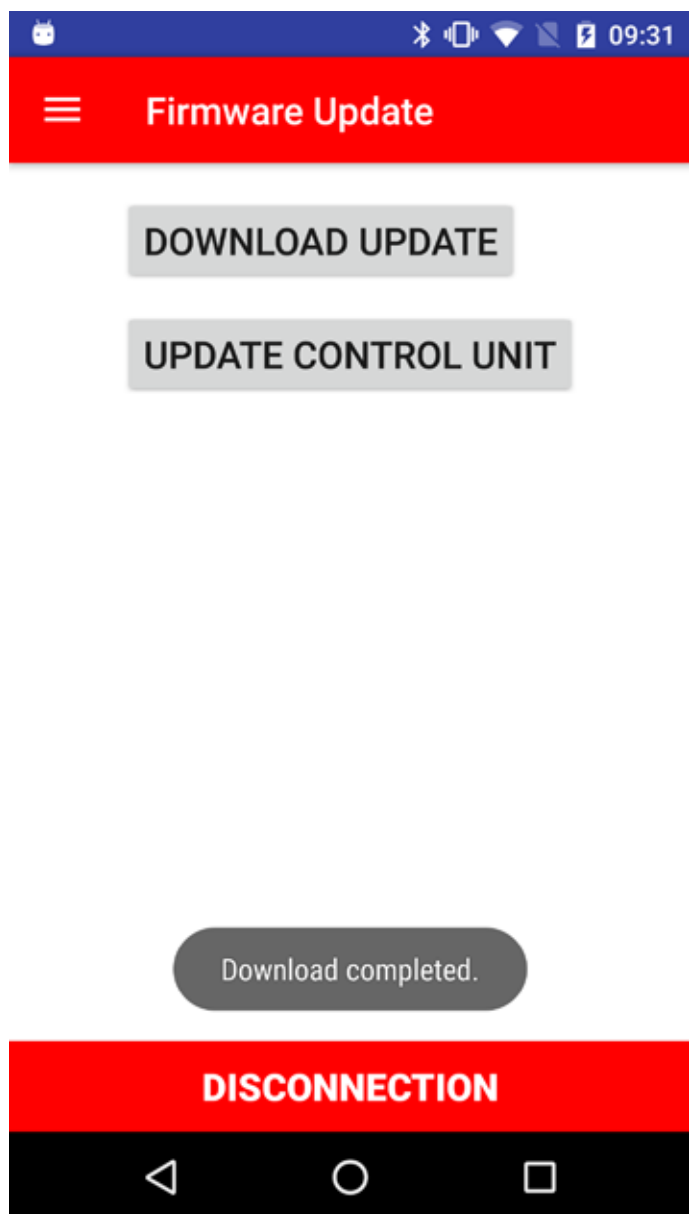 09:31
Firmware Update
DOWNLOAD UPDATE
UPDATE CONTROL UNIT
Download completed.
DISCONNECTION